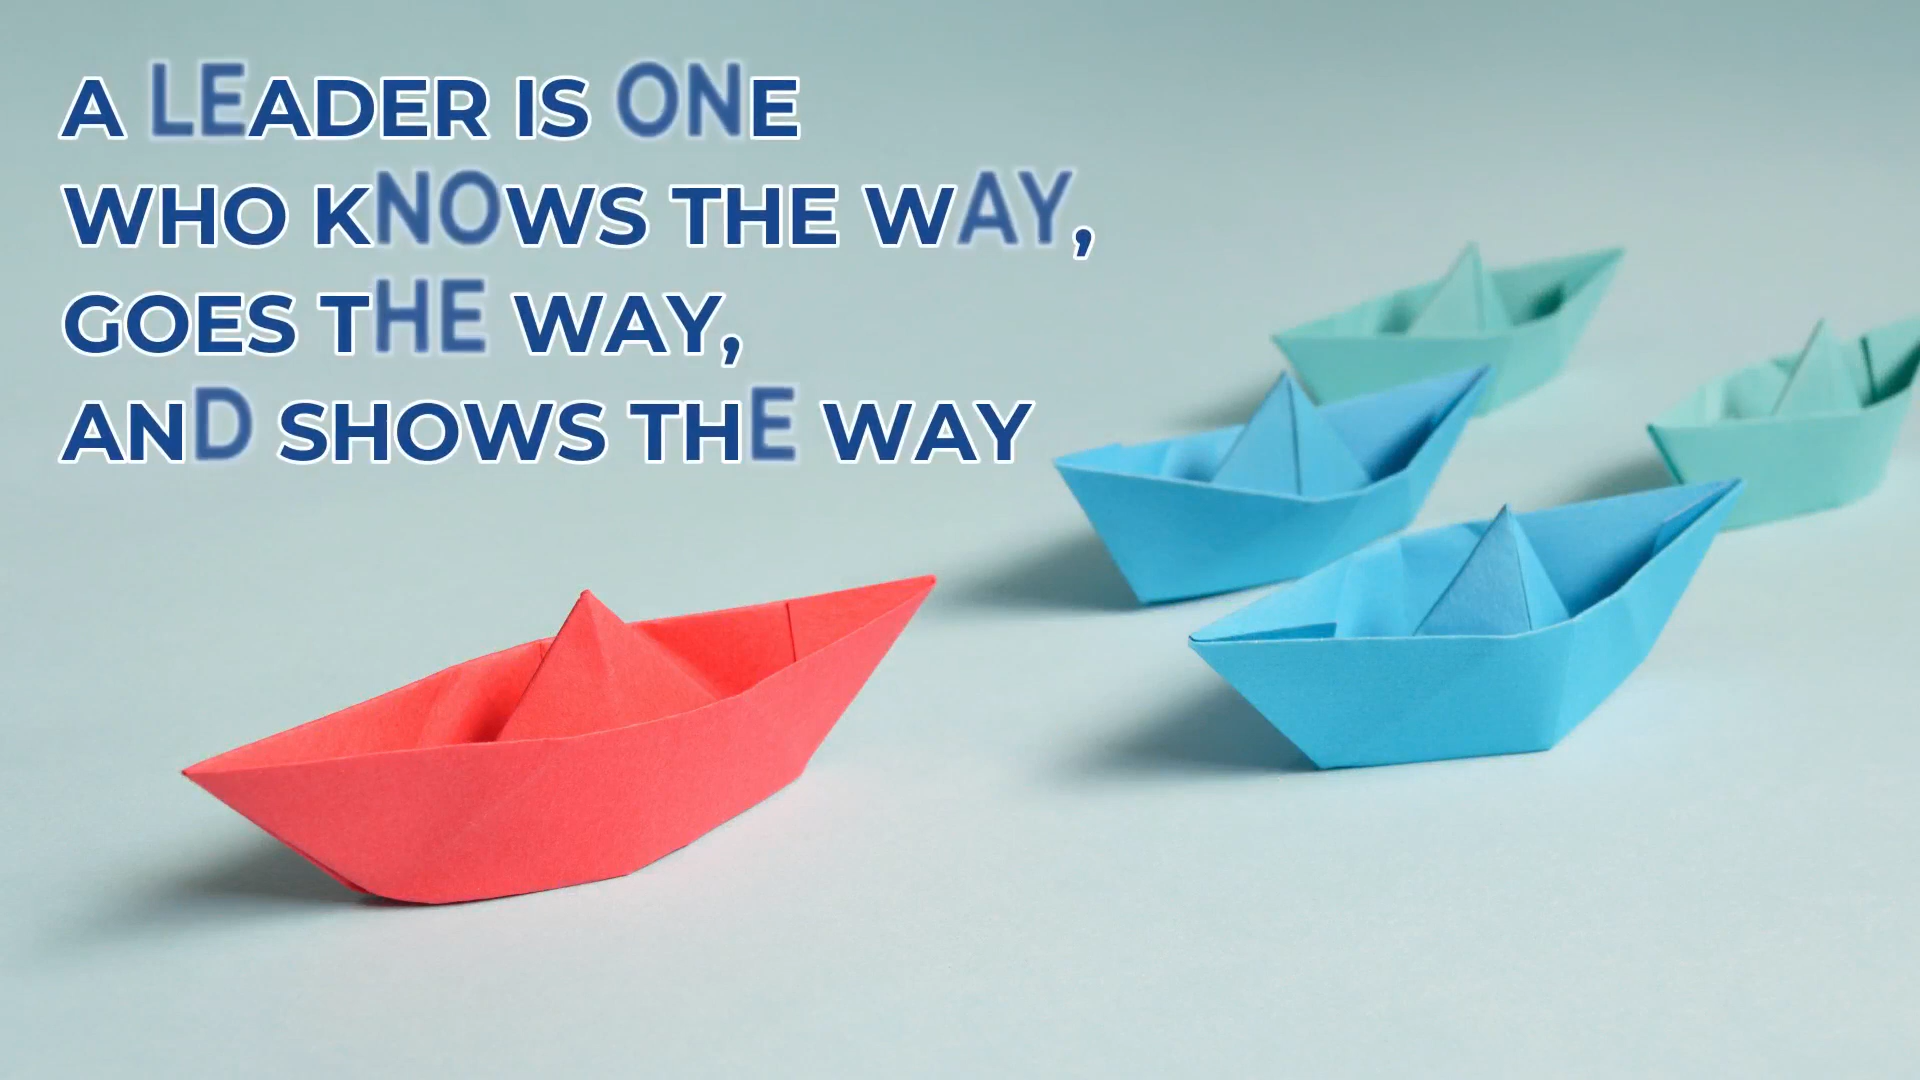 A LEADER IS ONE
WHO KNOWS THE WAY,
GOES THE WAY,
AND SHOWS THE WAY